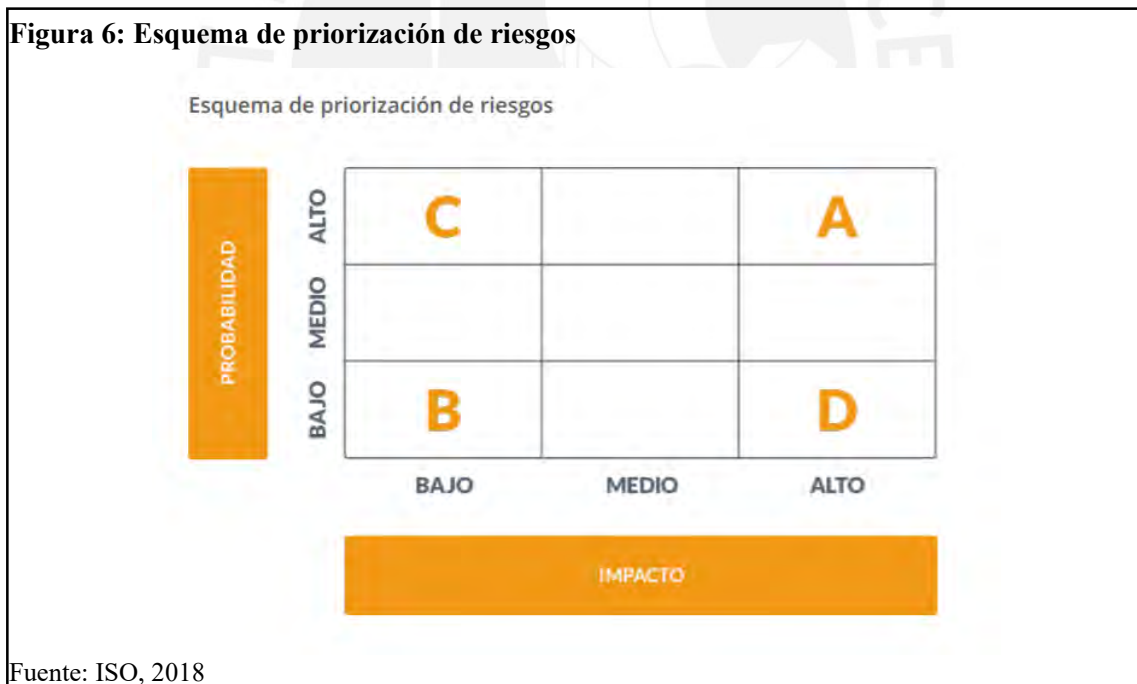 Figura 6: Esquema de priorización de riesgos
Esquema de priorización de riesgos
PROBABILIDAD
ALTO
C
A
MEDIO
BAJO
B
D
BAJO MEDIO ALTO
IMPACTO
Fuente: ISO, 2018